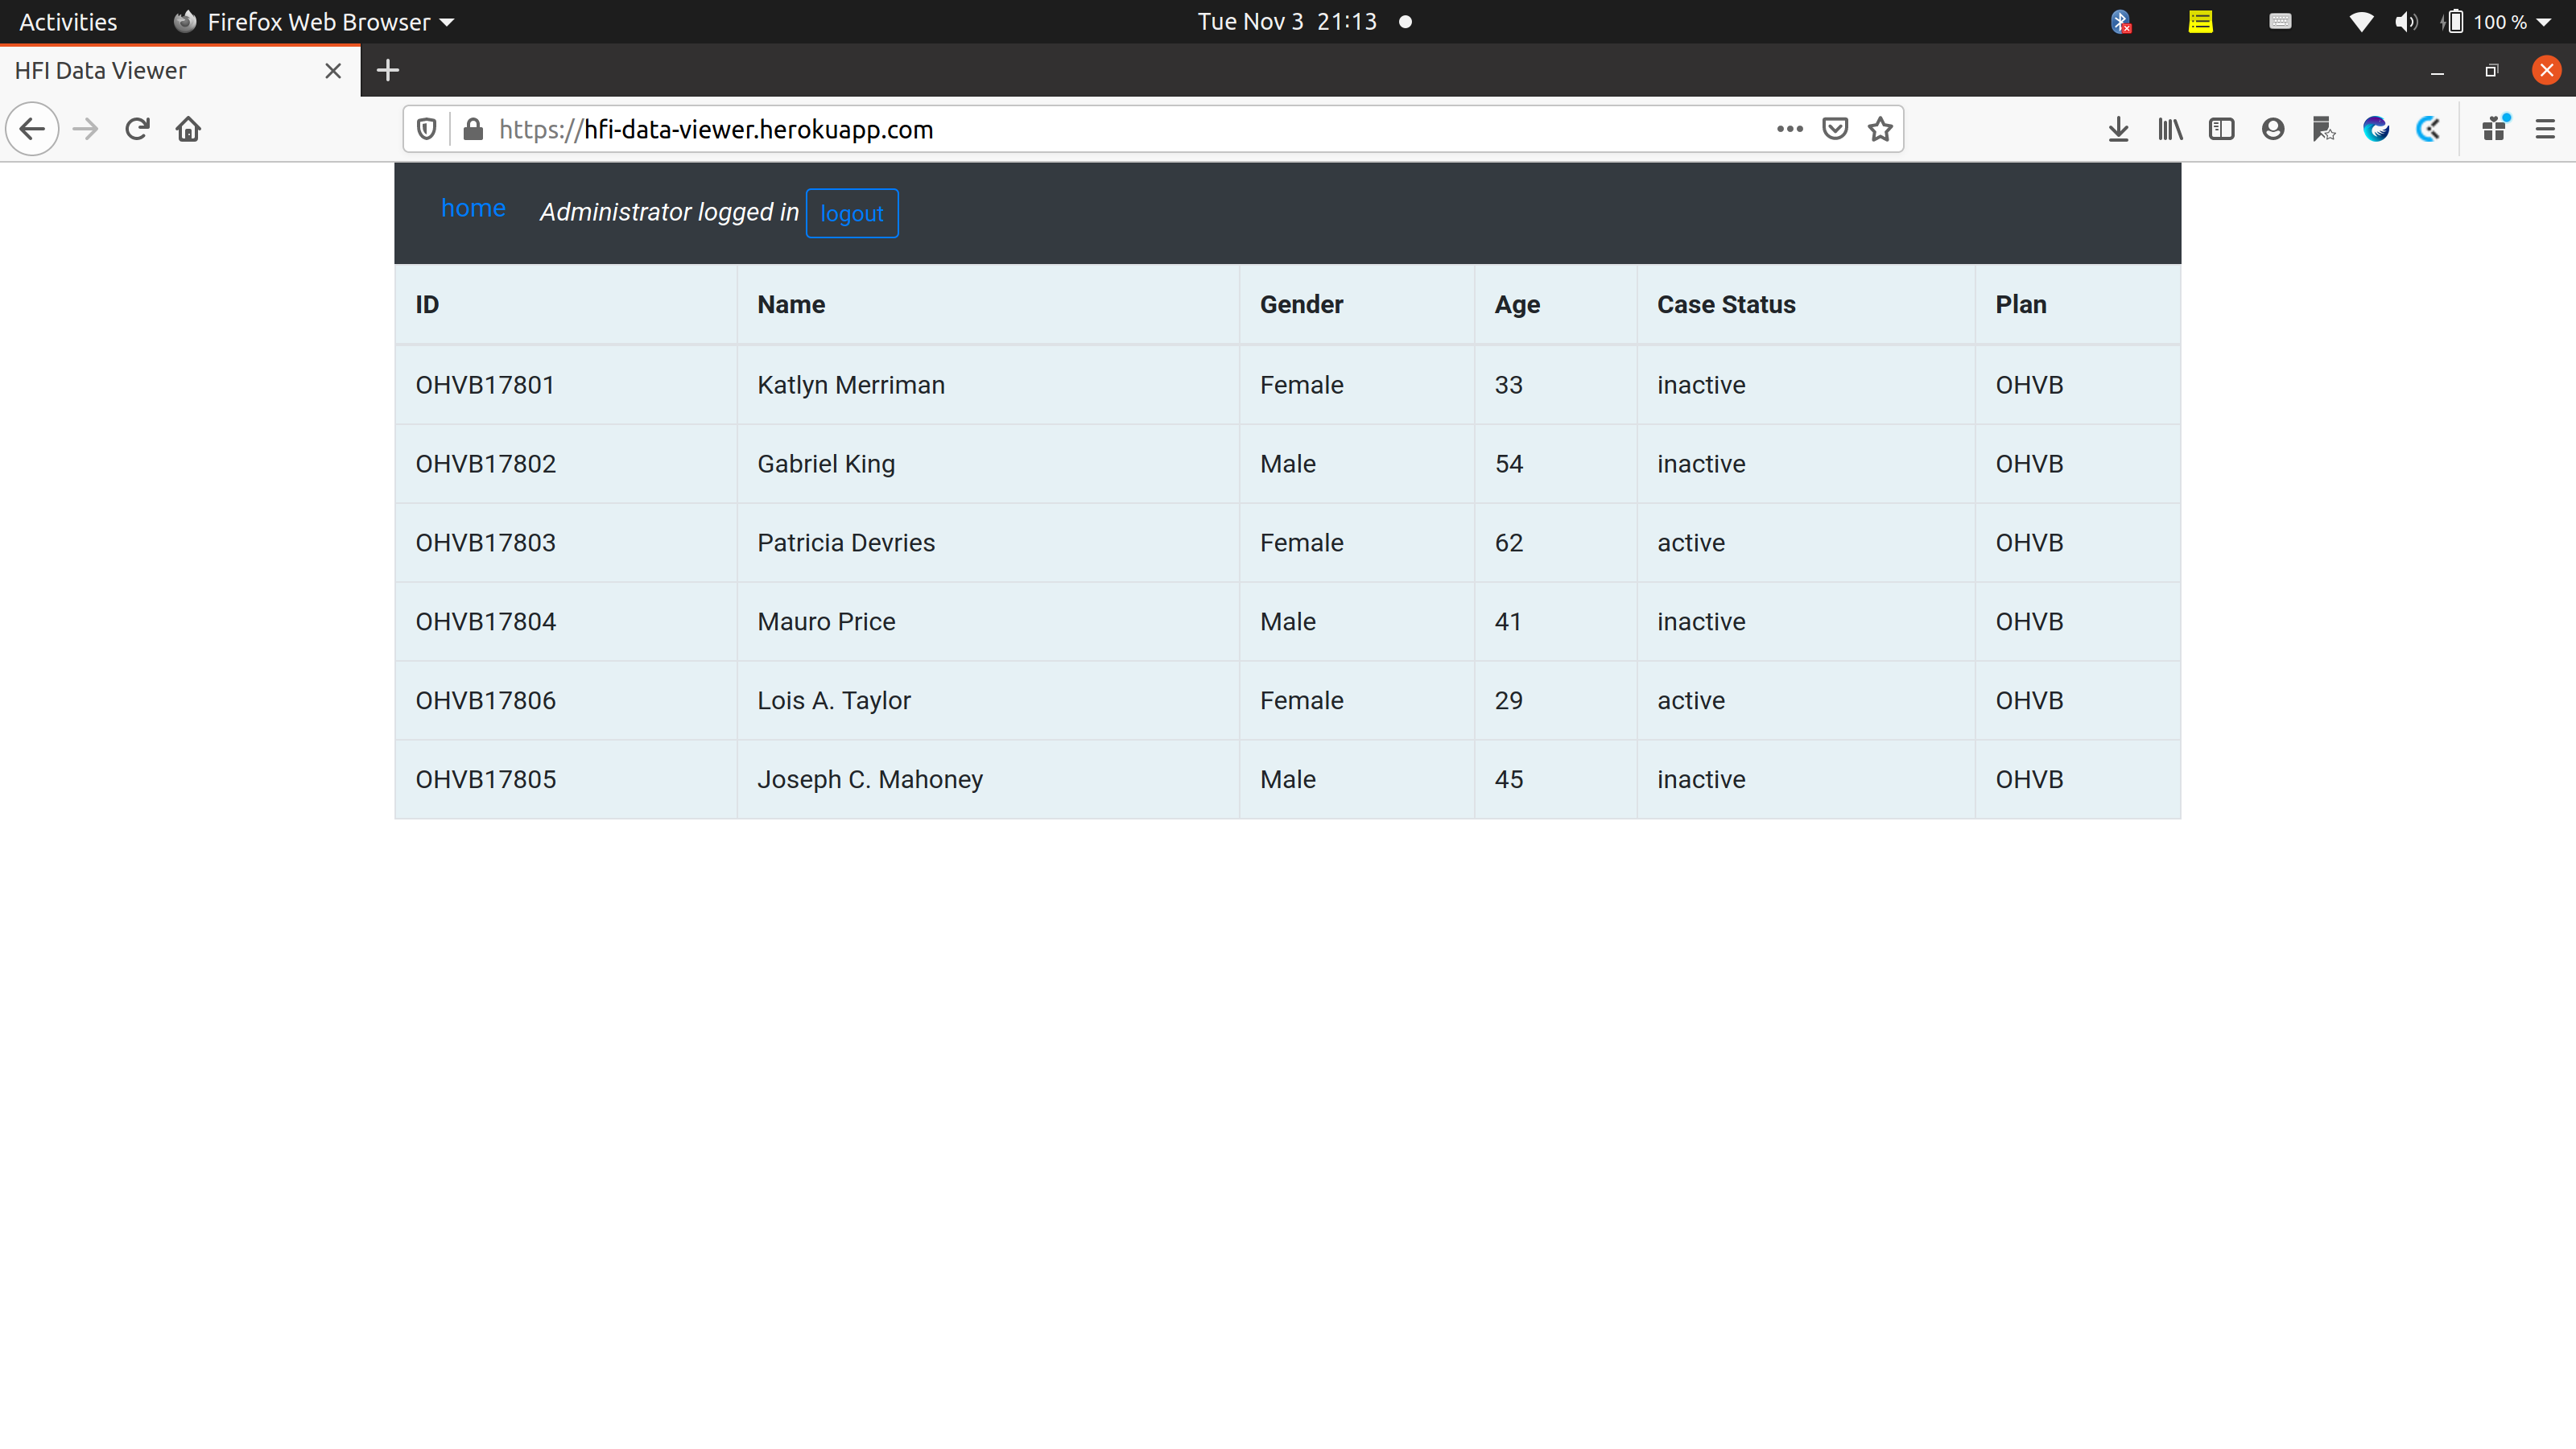 Activities Firefox Web Browser Tue Nov 3 21:13 100 %
HFI Data Viewer
https://hfi-data-viewer.herokuapp.com
home Administrator logged in logout
ID Name Gender Age Case Status Plan
OHVB17801 Katlyn Merriman Female 33 inactive OHVB
OHVB17802 Gabriel King Male 54 inactive OHVB
OHVB17803 Patricia Devries Female 62 active OHVB
OHVB17804 Mauro Price Male 41 inactive OHVB
OHVB17806 Lois A. Taylor Female 29 active OHVB
OHVB17805 Joseph C. Mahoney Male 45 inactive OHVB